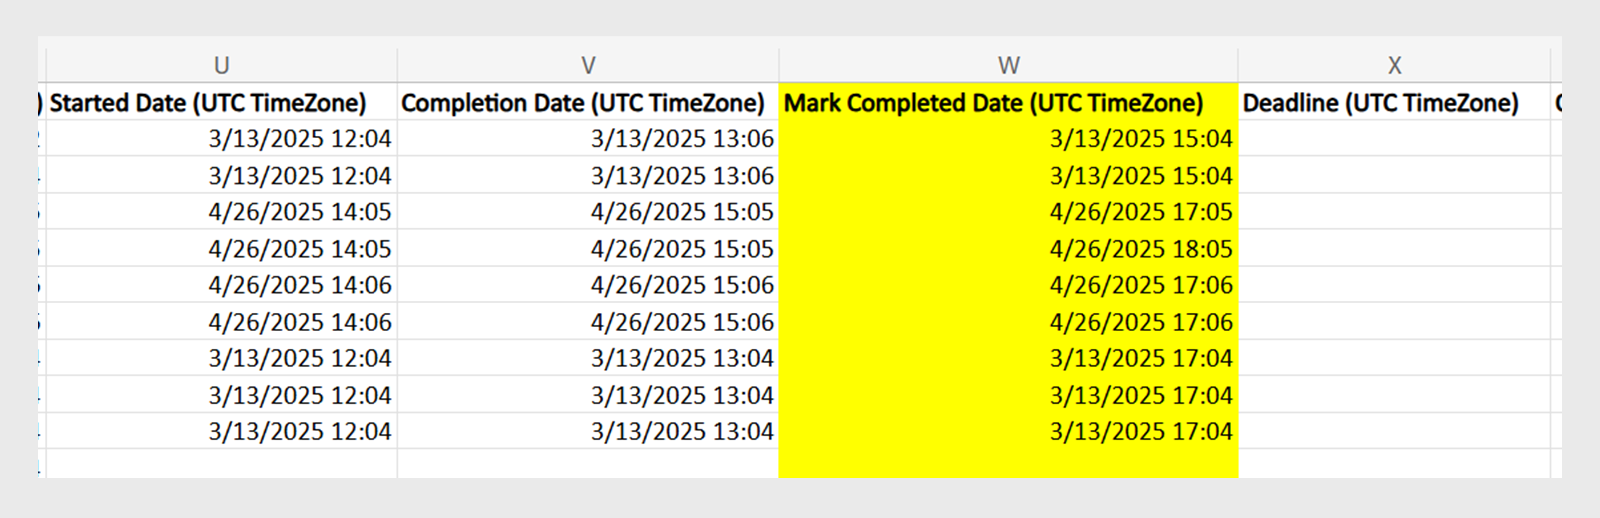 U V W X
) Started Date (UTC TimeZone) Completion Date (UTC TimeZone) Mark Completed Date (UTC TimeZone) Deadline (UTC TimeZone)
3/13/2025 12:04 3/13/2025 13:06 3/13/2025 15:04
3/13/2025 12:04 3/13/2025 13:06 3/13/2025 15:04
4/26/2025 14:05 4/26/2025 15:05 4/26/2025 17:05
4/26/2025 14:05 4/26/2025 15:05 4/26/2025 18:05
4/26/2025 14:06 4/26/2025 15:06 4/26/2025 17:06
4/26/2025 14:06 4/26/2025 15:06 4/26/2025 17:06
3/13/2025 12:04 3/13/2025 13:04 3/13/2025 17:04
3/13/2025 12:04 3/13/2025 13:04 3/13/2025 17:04
3/13/2025 12:04 3/13/2025 13:04 3/13/2025 17:04